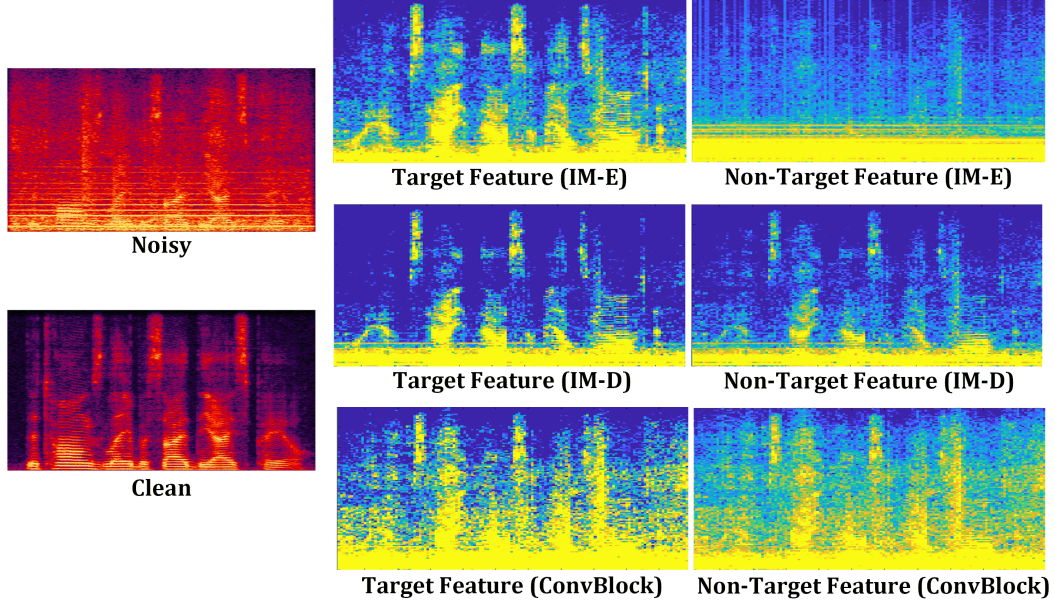 Target Feature (IM-E)
Non-Target Feature (IM-E)
Noisy
Target Feature (IM-D)
Non-Target Feature (IM-D)
Clean
Target Feature (ConvBlock)
Non-Target Feature (ConvBlock)